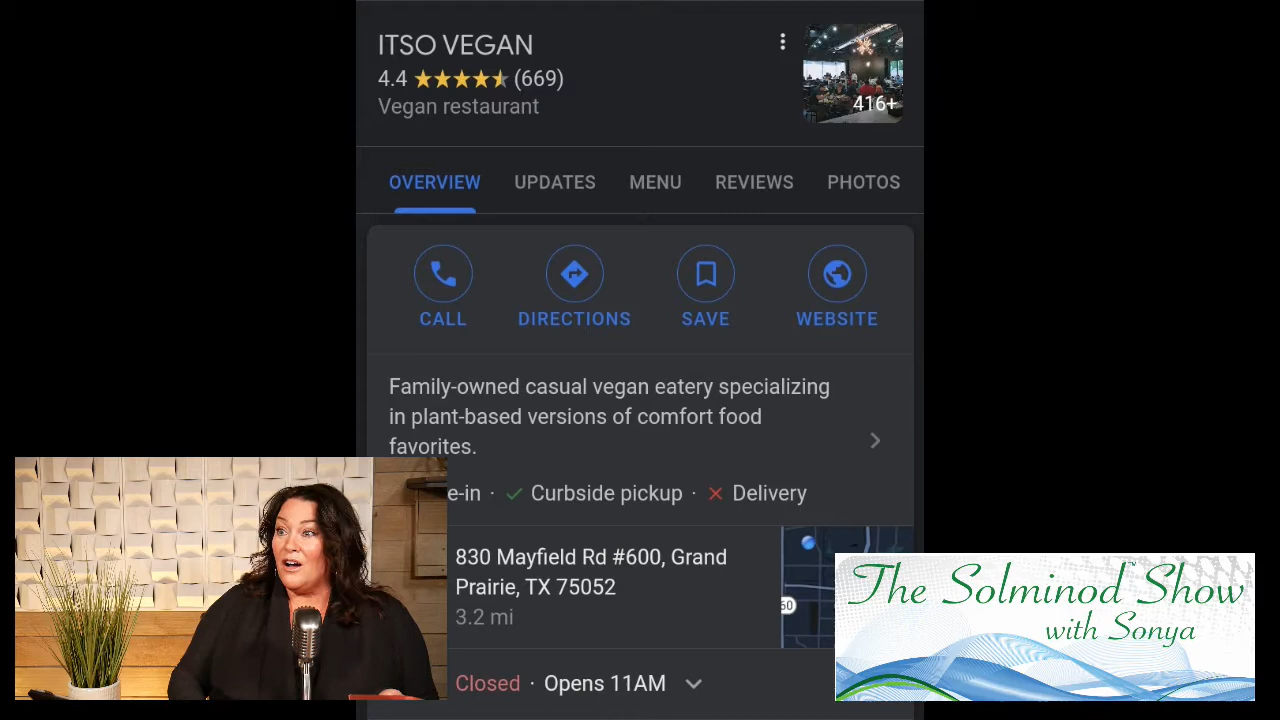 ITSO VEGAN
4.4 (669)
Vegan restaurant
416+
OVERVIEW UPDATES MENU REVIEWS PHOTOS
CALL DIRECTIONS SAVE WEBSITE
Family-owned casual vegan eatery specializing
in plant-based versions of comfort food
favorites.
e-in · Curbside pickup · Delivery
830 Mayfield Rd #600, Grand
Prairie, TX 75052
3.2 mi
60
Closed · Opens 11AM
The Solminod Show™
with Sonya